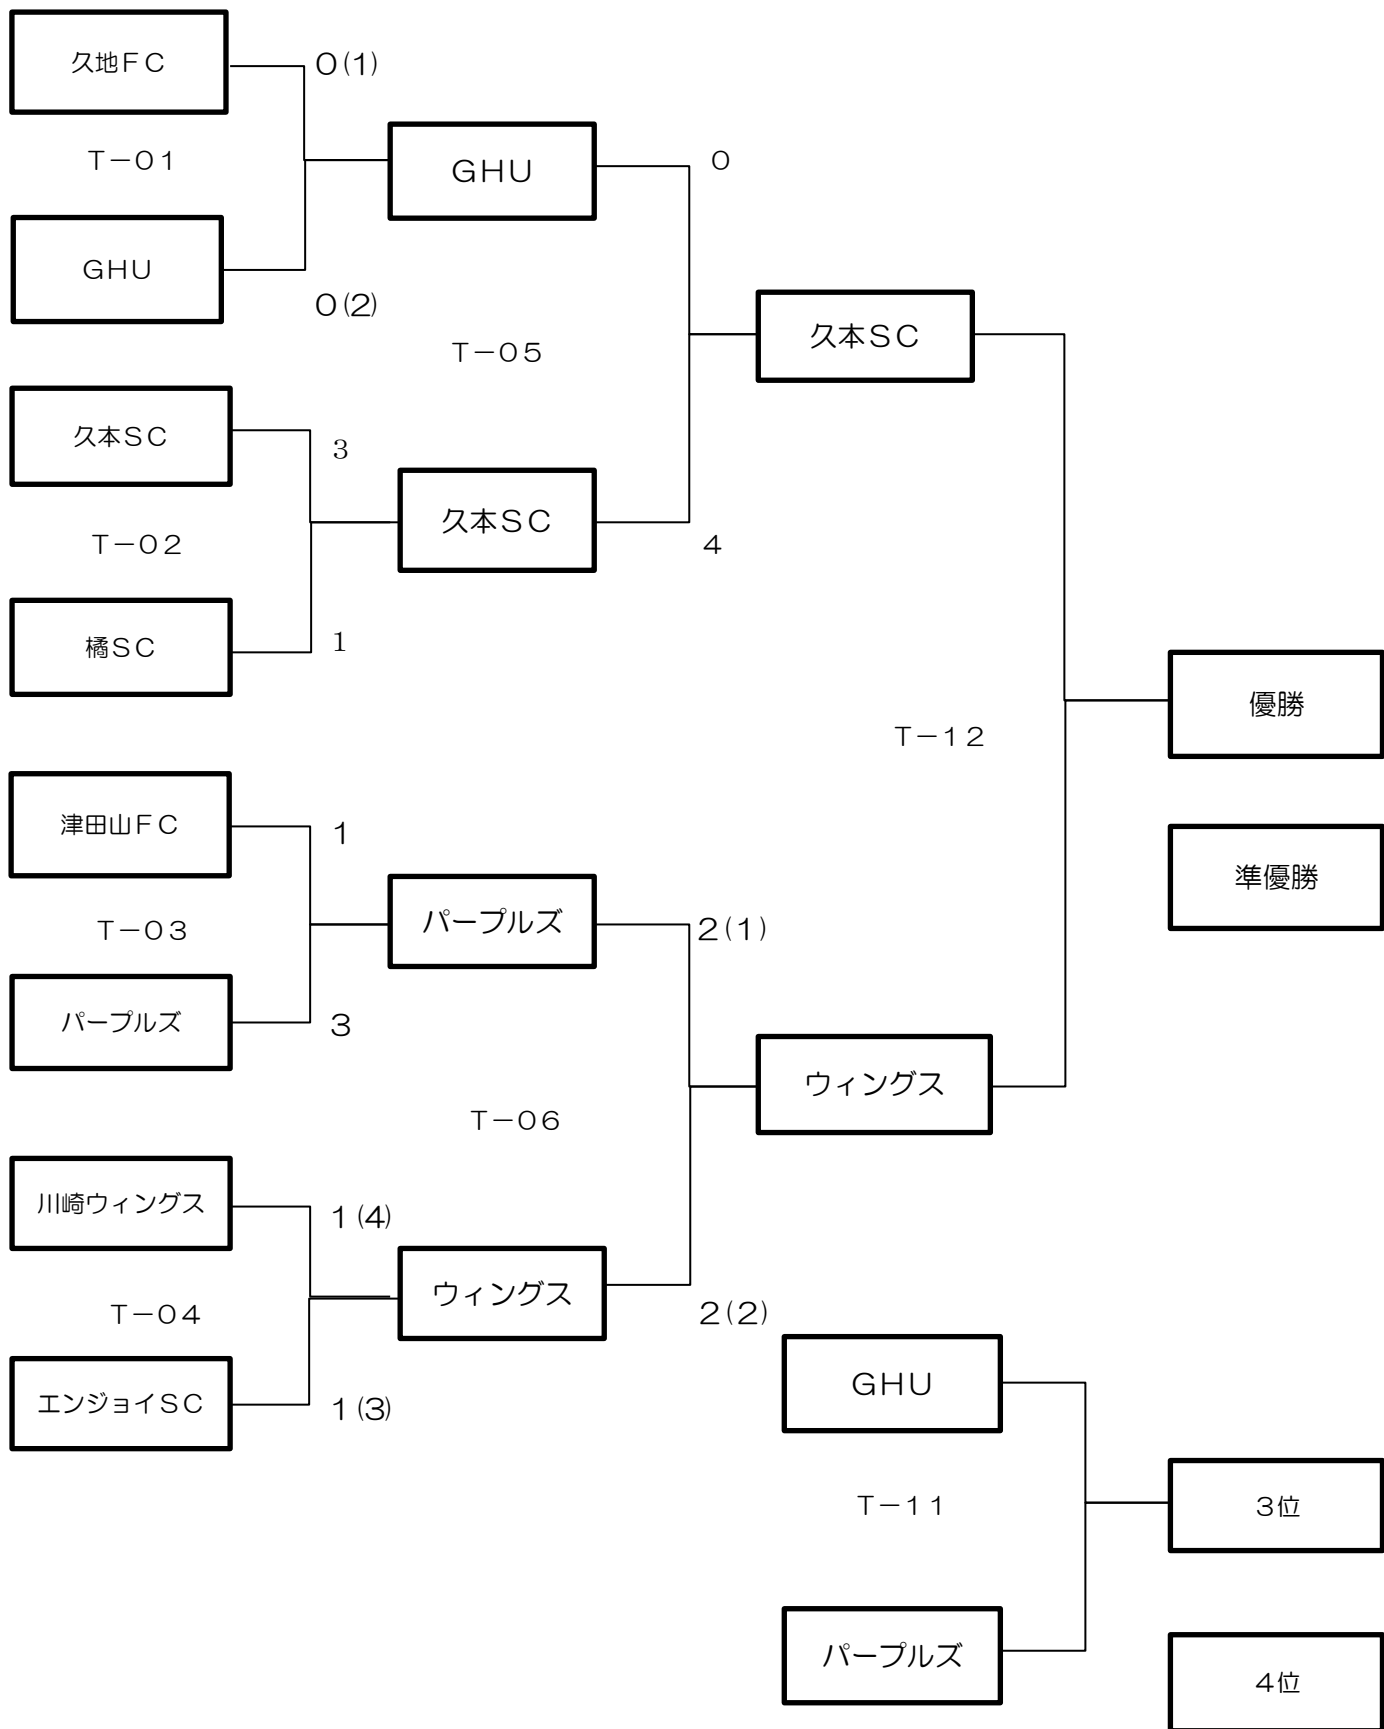 久地ＦＣ
０(1)
Ｔ－０１
ＧＨＵ
０
ＧＨＵ
０(2)
Ｔ－０５
久本ＳＣ
久本ＳＣ
3
久本ＳＣ
Ｔ－０２
４
橘ＳＣ
1
優勝
Ｔ－１２
津田山ＦＣ
１
準優勝
パープルズ
２(1)
Ｔ－０３
パープルズ
３
ウィングス
Ｔ－０６
川崎ウィングス
１(4)
ウィングス
Ｔ－０４
２(2)
ＧＨＵ
エンジョイＳＣ
１(3)
Ｔ－１１
３位
パープルズ
４位